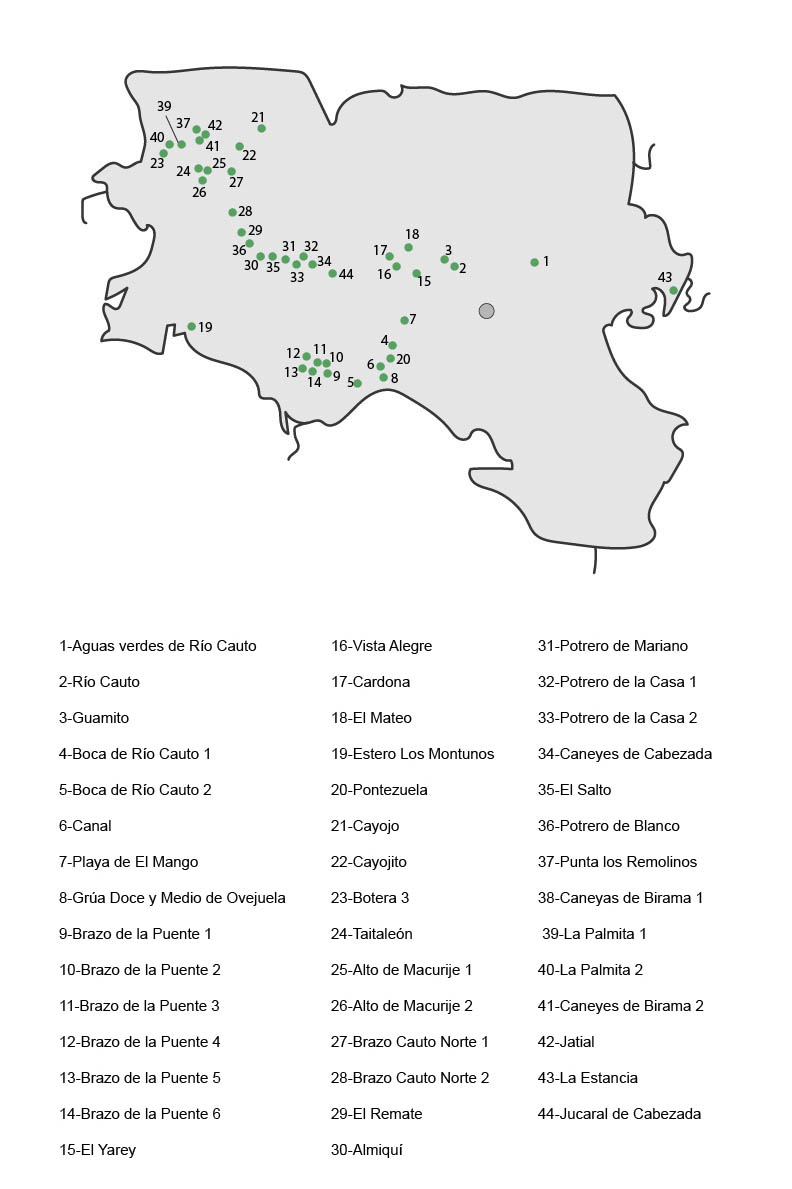 39
37
42
21
40
41
23
22
24
25
26
27
28
29
36
31
32
30
35
33
34
44
18
17
3
16
2
15
1
43
7
19
4
12
11
10
20
6
13
14
9
5
8
1-Aguas verdes de Río Cauto
2-Río Cauto
3-Guamito
4-Boca de Río Cauto 1
5-Boca de Río Cauto 2
6-Canal
7-Playa de El Mango
8-Grúa Doce y Medio de Ovejuela
9-Brazo de la Puente 1
10-Brazo de la Puente 2
11-Brazo de la Puente 3
12-Brazo de la Puente 4
13-Brazo de la Puente 5
14-Brazo de la Puente 6
15-El Yarey
16-Vista Alegre
17-Cardona
18-El Mateo
19-Estero Los Montunos
20-Pontezuela
21-Cayojo
22-Cayojito
23-Botera 3
24-Taitaleón
25-Alto de Macurije 1
26-Alto de Macurije 2
27-Brazo Cauto Norte 1
28-Brazo Cauto Norte 2
29-El Remate
30-Almiquí
31-Potrero de Mariano
32-Potrero de la Casa 1
33-Potrero de la Casa 2
34-Caneyes de Cabezada
35-El Salto
36-Potrero de Blanco
37-Punta los Remolinos
38-Caneyas de Birama 1
39-La Palmita 1
40-La Palmita 2
41-Caneyes de Birama 2
42-Jatial
43-La Estancia
44-Jucaral de Cabezada